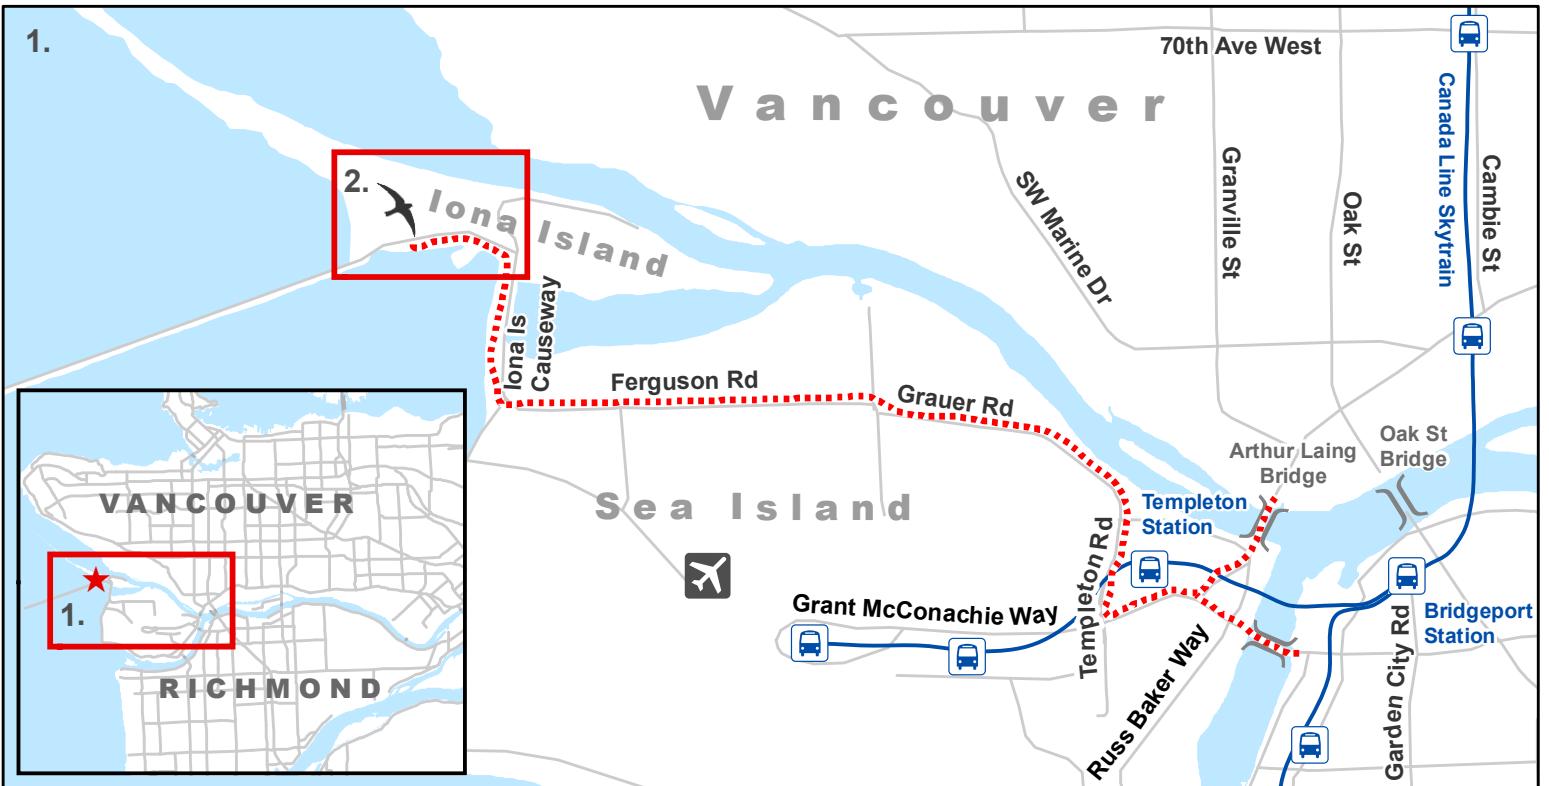 1.
70th Ave West
Vancouver
Canada Line Skytrain
Cambie St
Granville St
Oak St
SW Marine Dr
2.
Iona Island
Iona Is
Causeway
Ferguson Rd
Grauer Rd
Arthur Laing
Bridge
Oak St
Bridge
Sea Island
Templeton
Station
Templeton Rd
Grant McConachie Way
Russ Baker Way
Bridgeport
Station
Garden City Rd
VANCOUVER
1.
RICHMOND